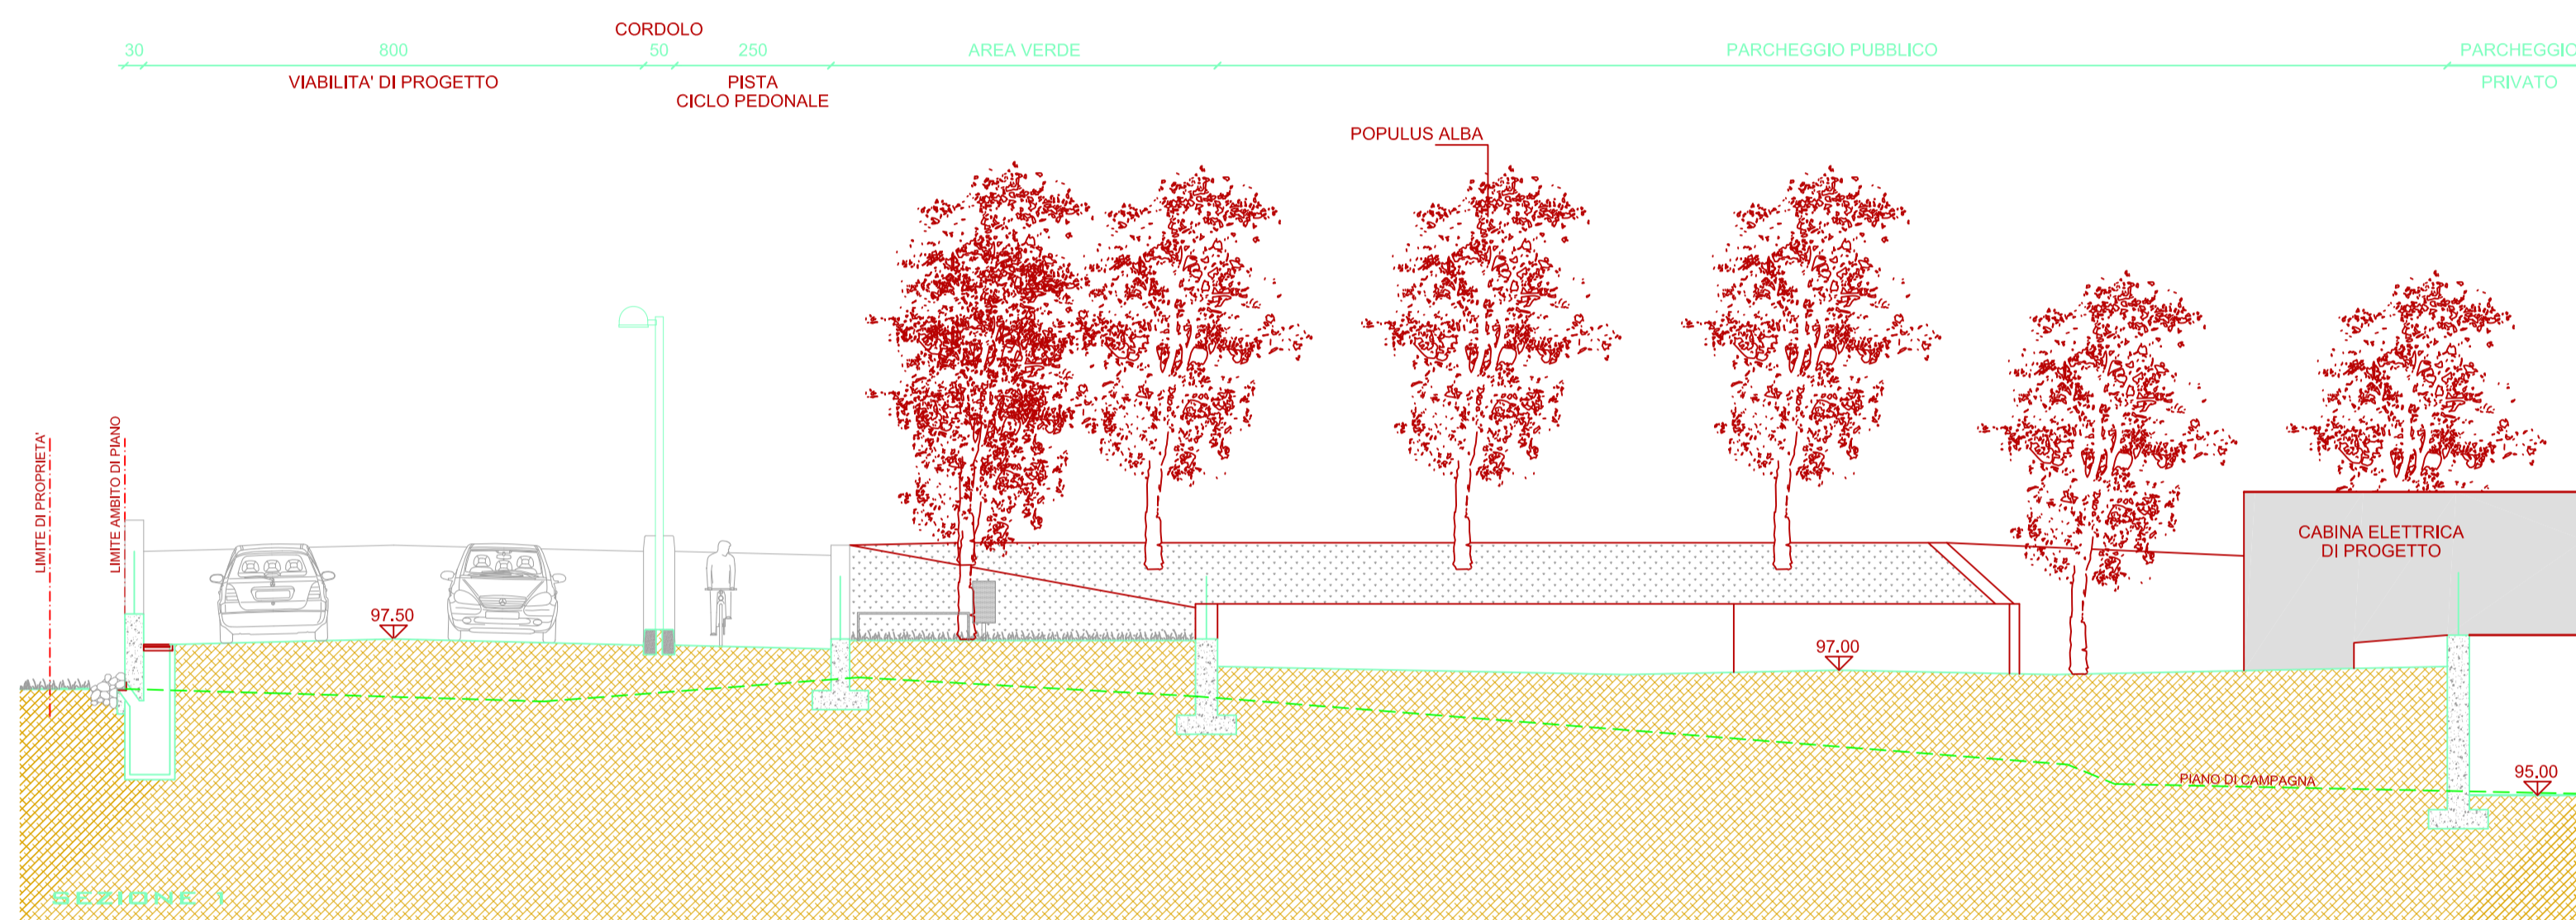 CORDOLO
30
800
50
250
AREA VERDE
PARCHEGGIO PUBBLICO
PARCHEGGIO
VIABILITA' DI PROGETTO
PISTA
CICLO PEDONALE
PRIVATO
POPULUS ALBA
LIMITE DI PROPRIETA'
LIMITE AMBITO DI PIANO
CABINA ELETTRICA
DI PROGETTO
97.50
97.00
PIANO DI CAMPAGNA
95.00
SEZIONE 1